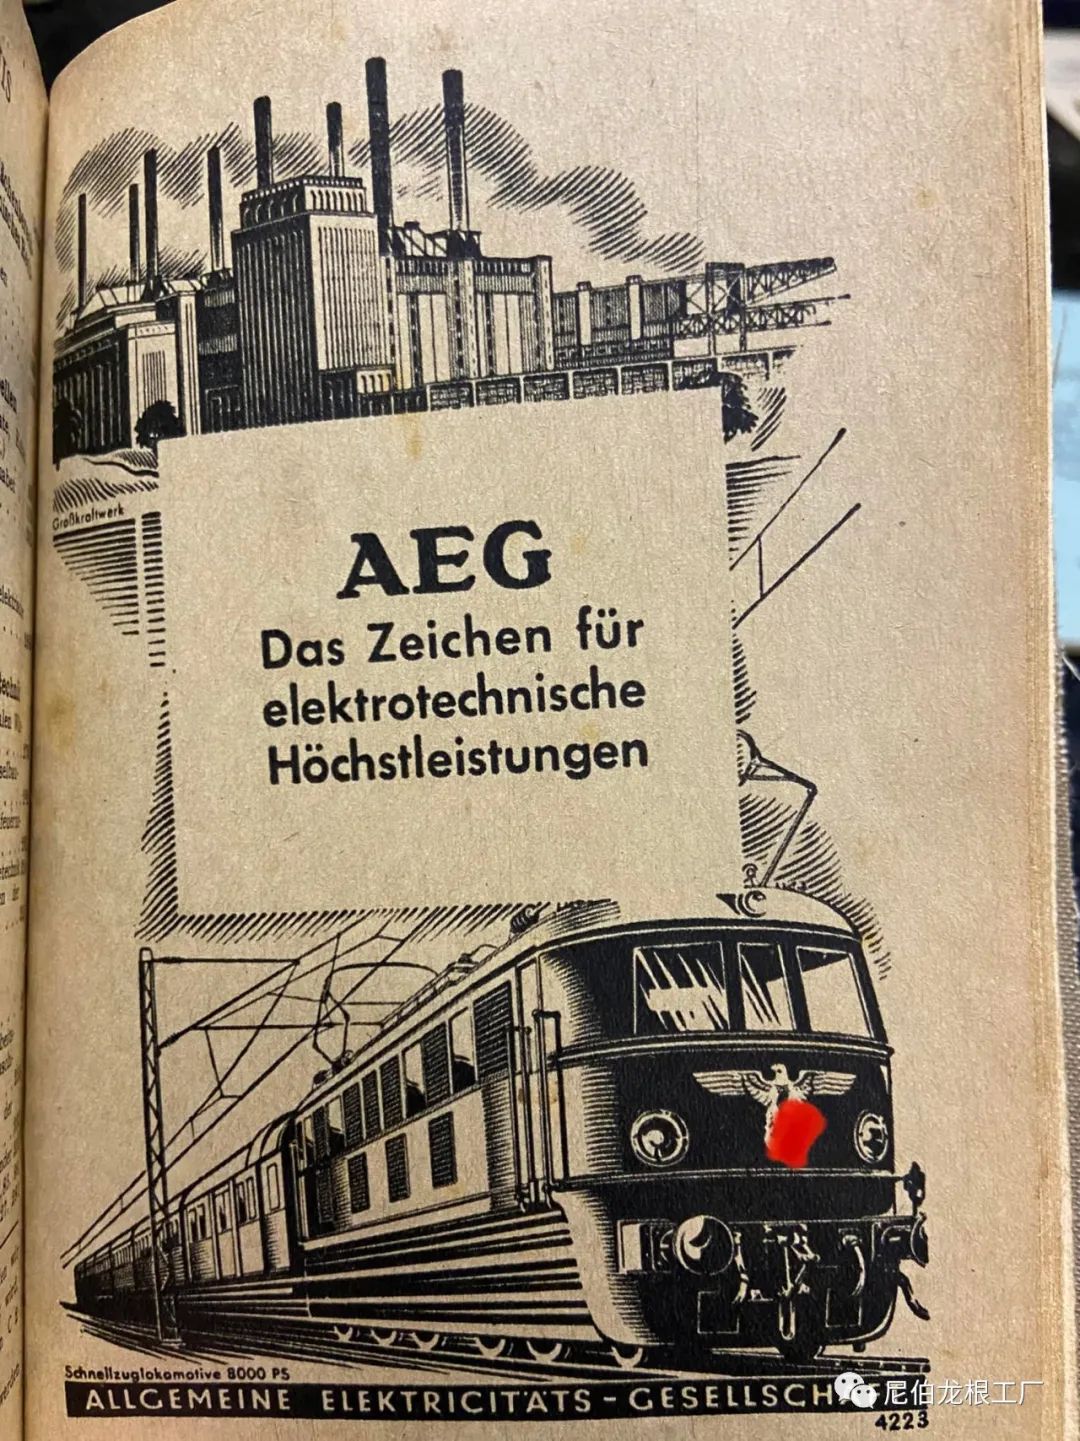 Großkraftwerk
AEG
Das Zeichen für
elektrotechnische
Höchstleistungen
Schnellzuglokomotive 8000 PS
ALLGEMEINE ELEKTRICITÄTS-GESELLSCHAFT
尼伯龙根工厂
4223